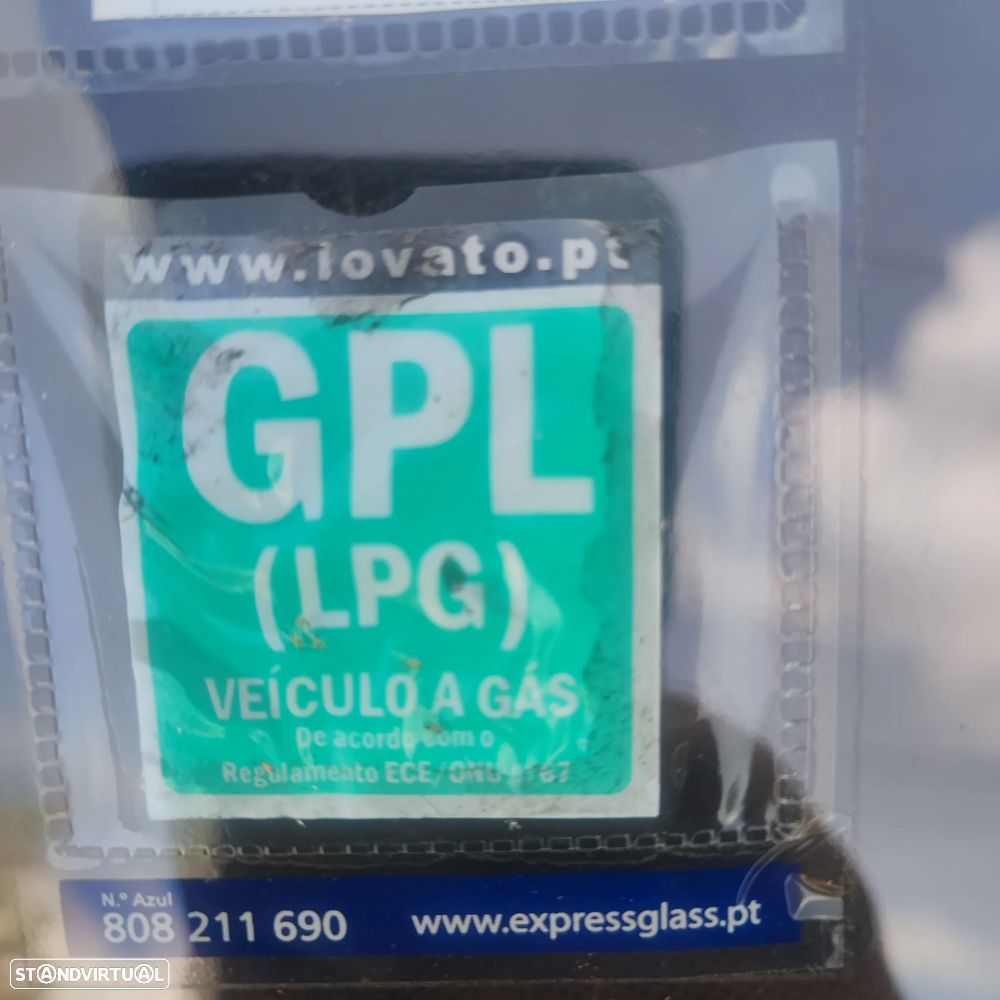 www.lovato.pt
GPL
(LPG)
VEÍCULO A GÁS
De acordo com o
Regulamento ECE/ONU nº67
N.º Azul
808 211 690
www.expressglass.pt
STANDVIRTUAL